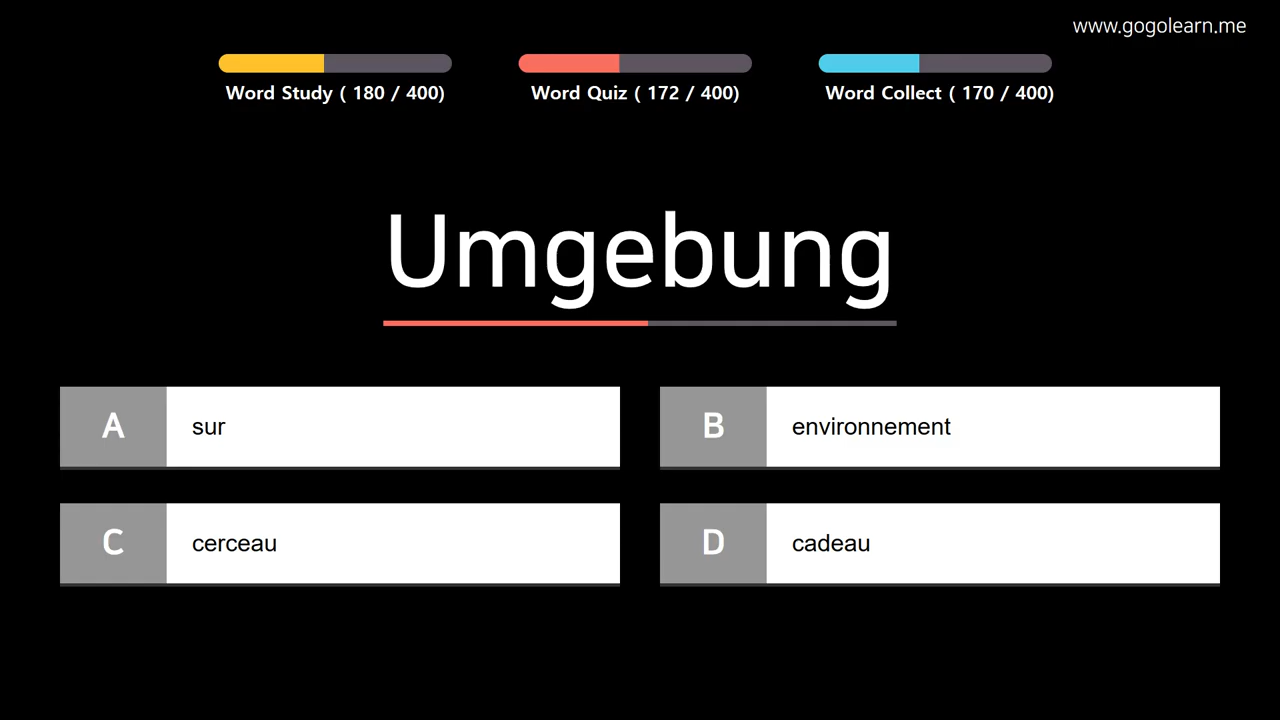 www.gogolearn.me
Word Study ( 180 / 400)
Word Quiz ( 172 / 400)
Word Collect ( 170 / 400)
Umgebung
A sur
B environnement
C cerceau
D cadeau